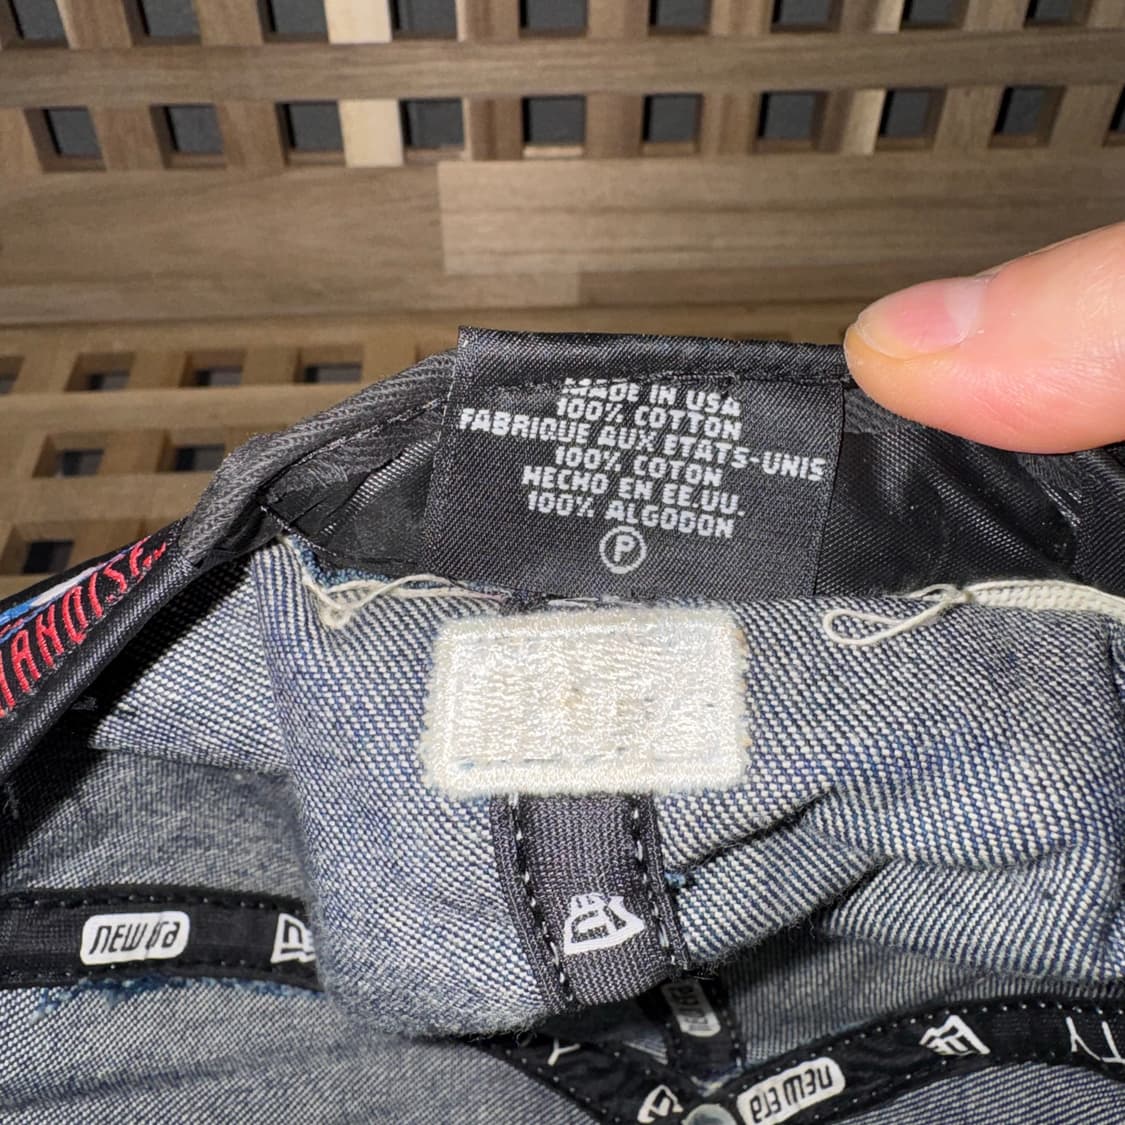 MADE IN USA
100% COTTON
FABRIQUE AUX ETATS-UNIS
100% COTON
HECHO EN EE.UU.
100% ALGODON
P
new era
new era